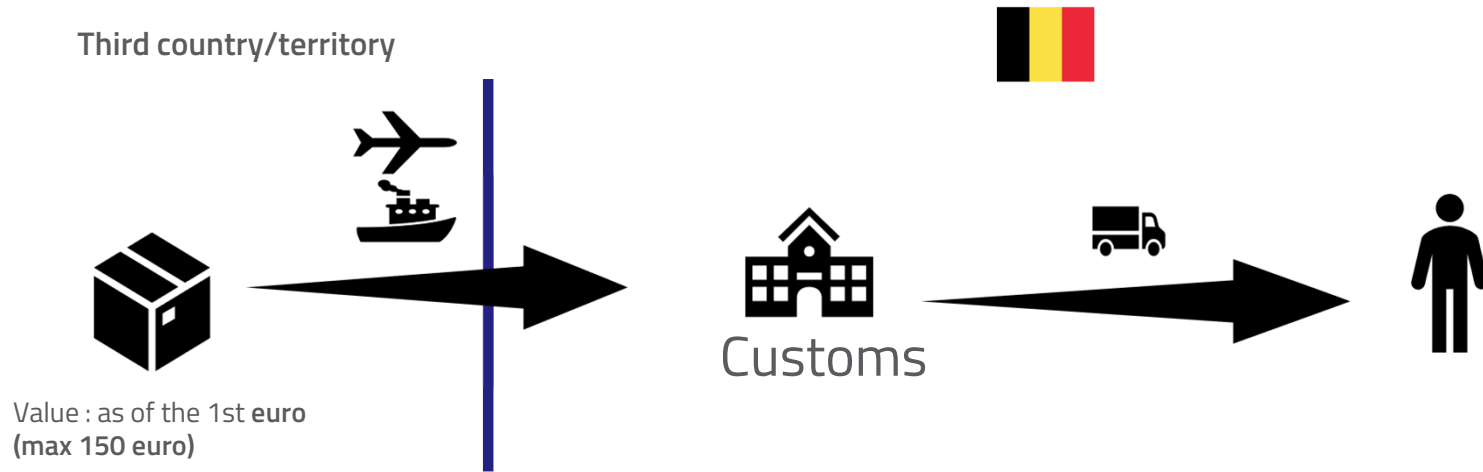 Third country/territory
Customs
Value : as of the 1st euro
(max 150 euro)